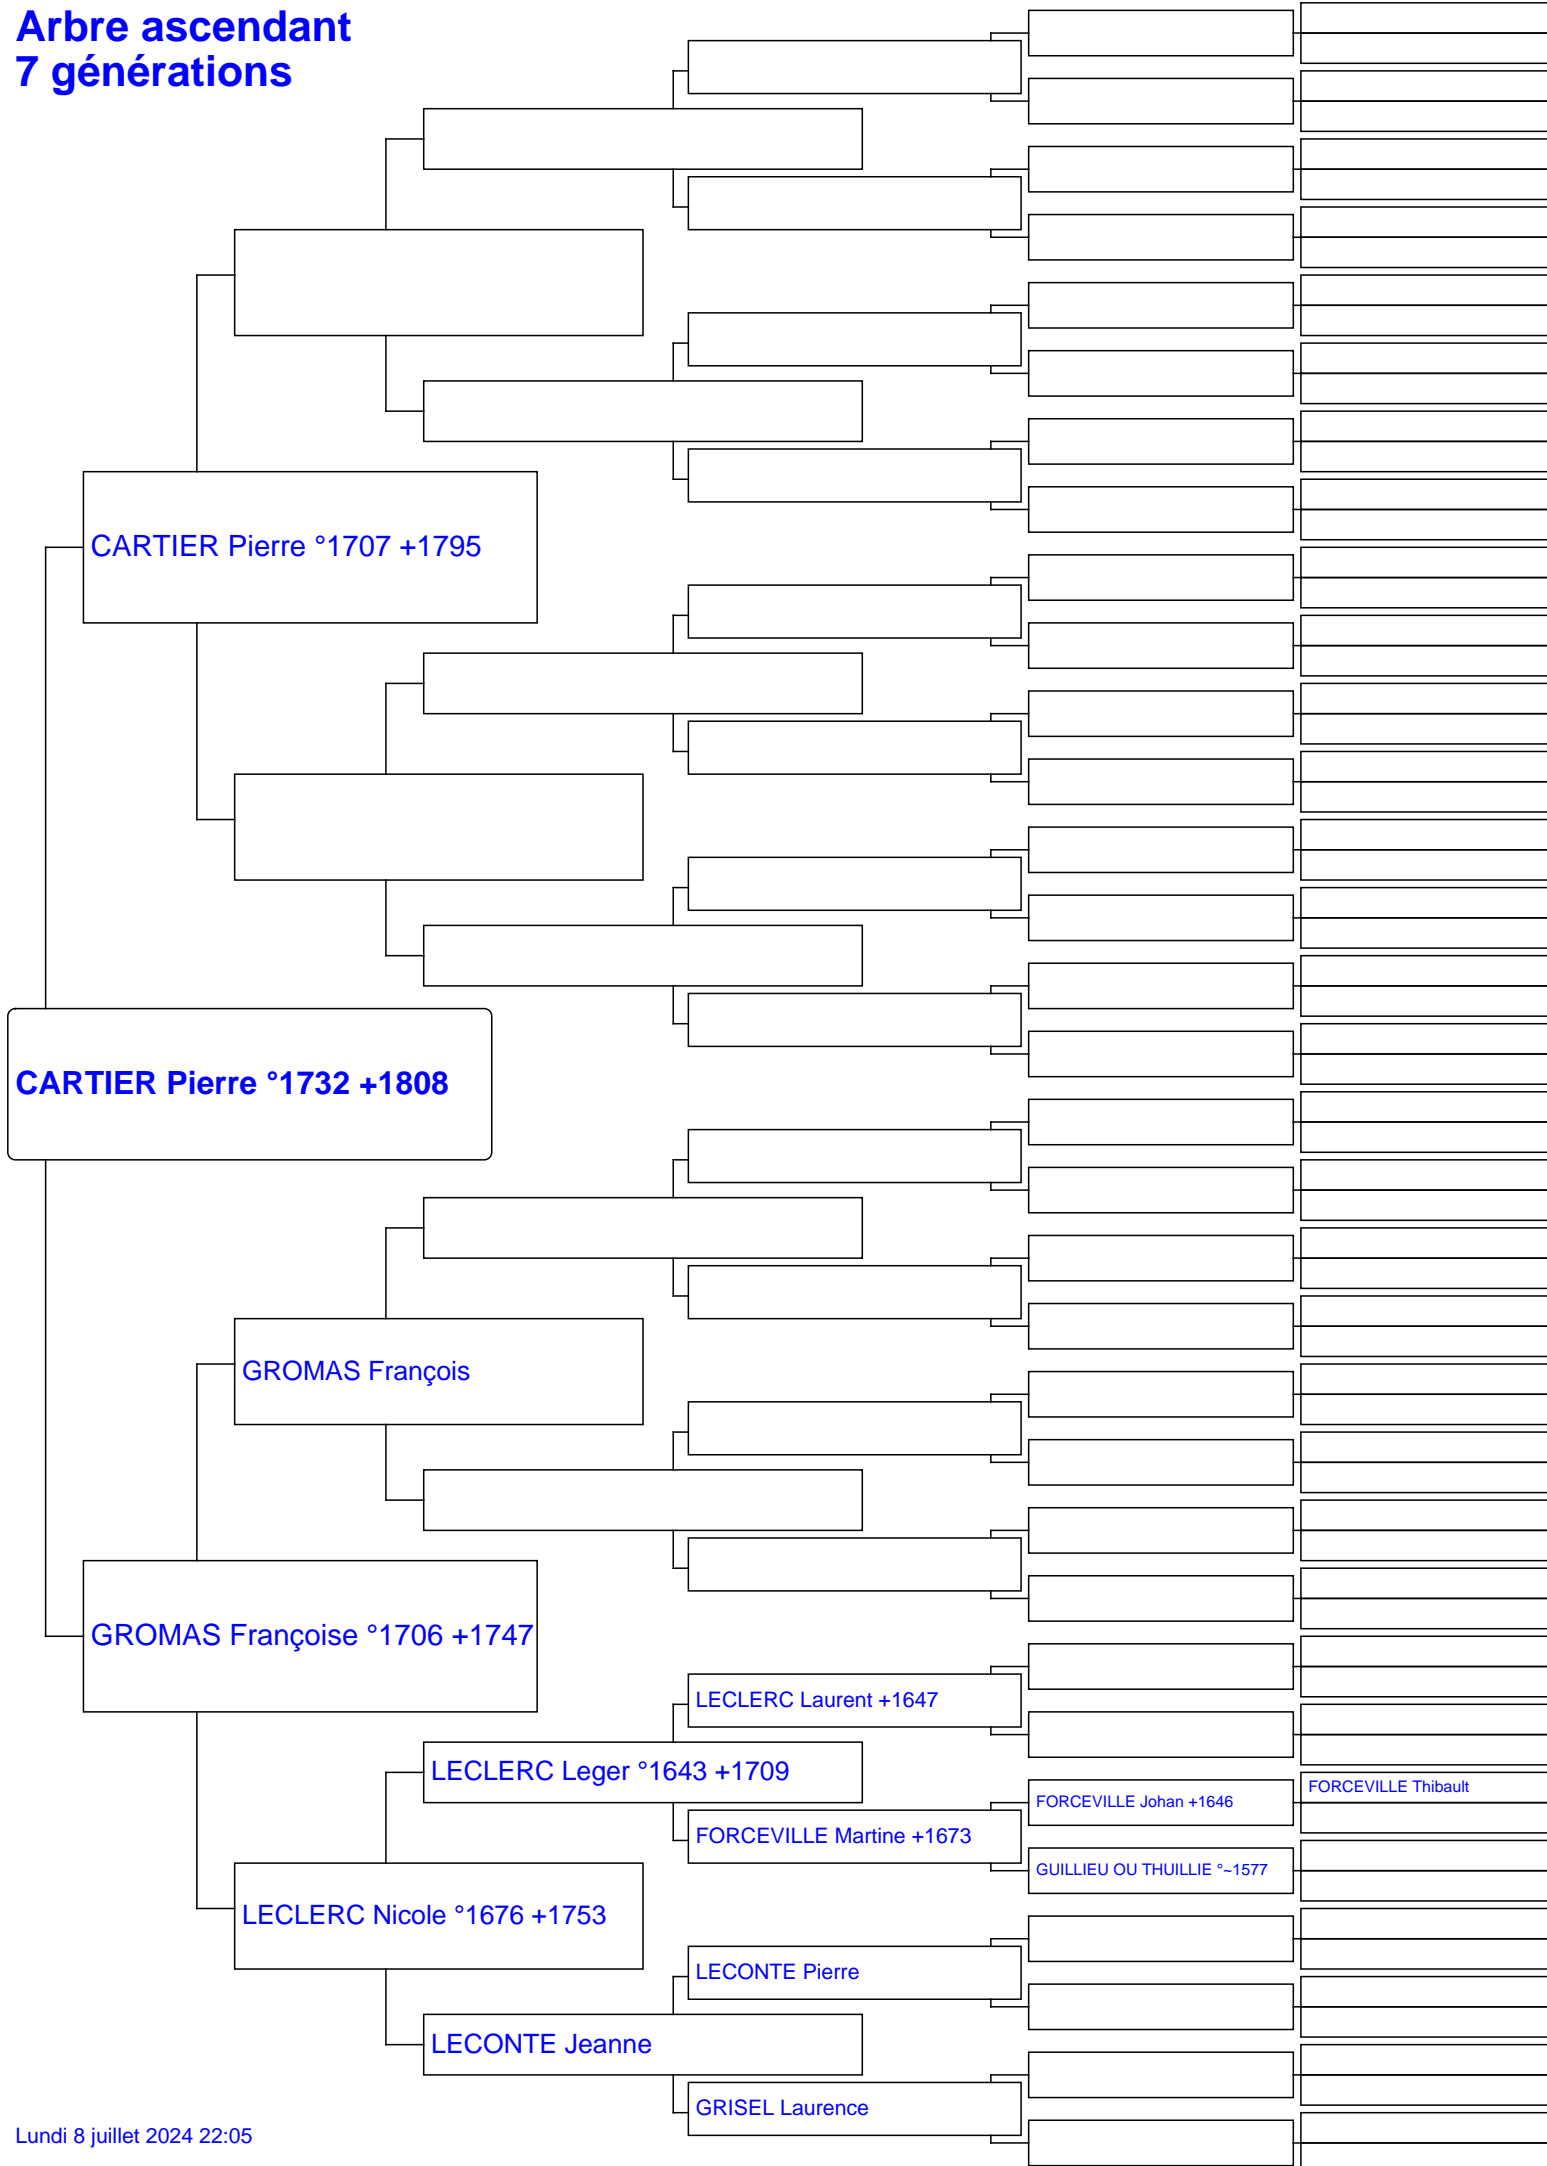 Arbre ascendant
7 générations
CARTIER Pierre °1707 +1795
CARTIER Pierre °1732 +1808
GROMAS François
GROMAS Françoise °1706 +1747
LECLERC Laurent +1647
LECLERC Leger °1643 +1709
FORCEVILLE Thibault
FORCEVILLE Johan +1646
FORCEVILLE Martine +1673
GUILLIEU OU THUILLIE °~1577
LECLERC Nicole °1676 +1753
LECONTE Pierre
LECONTE Jeanne
GRISEL Laurence
Lundi 8 juillet 2024 22:05